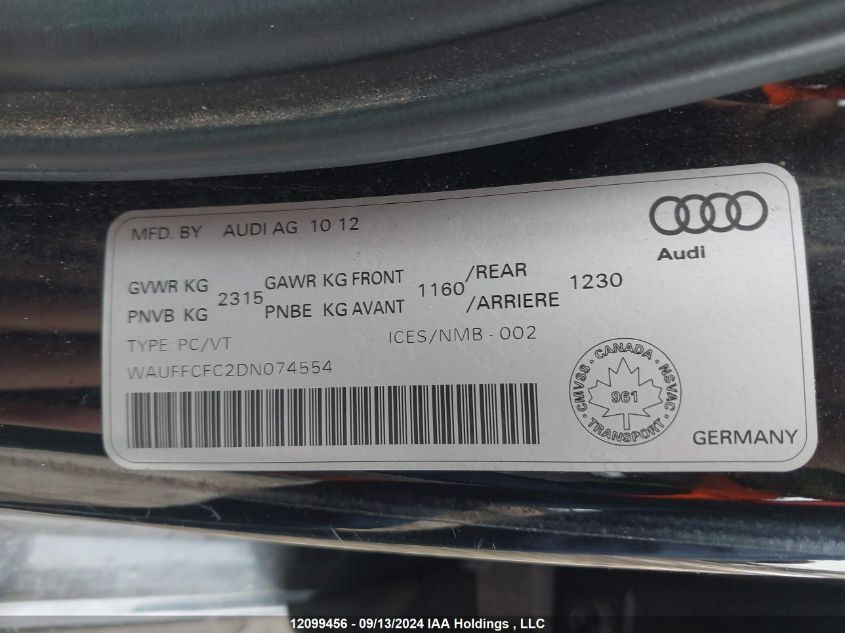 MFD. BY AUDI AG 10 12
Audi
GVWR KG 2315 GAWR KG FRONT 1160 /REAR 1230
PNVB KG PNBE KG AVANT /ARRIERE
TYPE: PC/VT ICES/NMB - 002
WAUFFCFC2DN074554
CMVSS - CANADA - NSVAC
961
TRANSPORT
GERMANY
12099456 - 09/13/2024 IAA Holdings , LLC